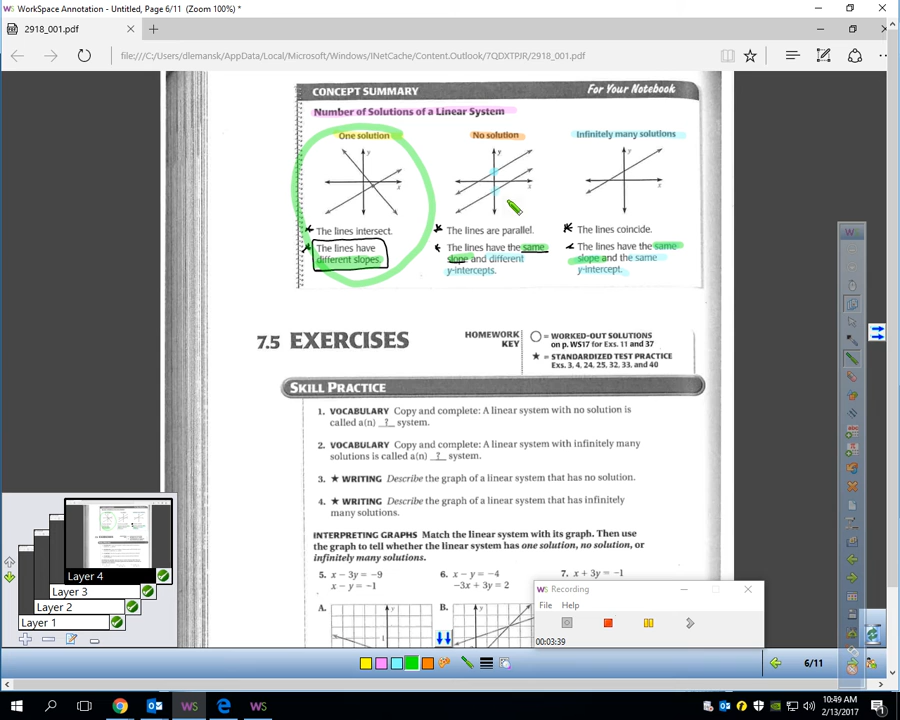 WorkSpace Annotation - Untitled, Page 6/11 (Zoom 100%) *
2918_001.pdf
file:///C:/Users/dlemansk/AppData/Local/Microsoft/Windows/INetCache/Content.Outlook/7QDXTPJR/2918_001.pdf
CONCEPT SUMMARY For Your Notebook
Number of Solutions of a Linear System
One solution No solution Infinitely many solutions
y y y
x x x
The lines intersect. The lines are parallel. The lines coincide.
The lines have The lines have the same The lines have the same
different slopes. slope and different slope and the same
y-intercepts. y-intercept.
7.5 EXERCISES
HOMEWORK KEY
= WORKED-OUT SOLUTIONS
on p. WS17 for Exs. 11 and 37
★ = STANDARDIZED TEST PRACTICE
Exs. 3, 4, 24, 25, 32, 33, and 40
SKILL PRACTICE
1. VOCABULARY Copy and complete: A linear system with no solution is
called a(n) ? system.
2. VOCABULARY Copy and complete: A linear system with infinitely many
solutions is called a(n) ? system.
3. ★ WRITING Describe the graph of a linear system that has no solution.
4. ★ WRITING Describe the graph of a linear system that has infinitely
many solutions.
INTERPRETING GRAPHS Match the linear system with its graph. Then use
the graph to tell whether the linear system has one solution, no solution, or
infinitely many solutions.
5. x − 3y = −9 6. x − y = −4 7. x + 3y = −1
x − y = −1 −3x + 3y = 2
A. B.
y y
1
Layer 4
Layer 3
Layer 2
Layer 1
Recording
File Help
00:03:39
6/11
10:49 AM
2/13/2017